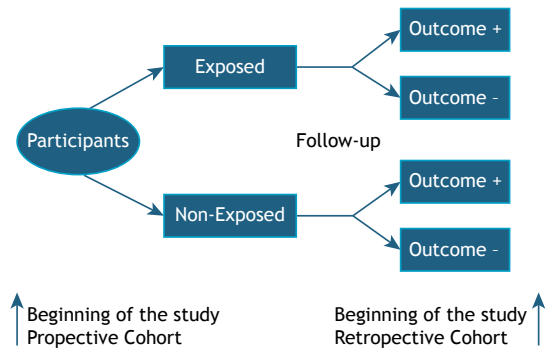 Outcome +
Exposed
Outcome -
Participants
Follow-up
Outcome +
Non-Exposed
Outcome -
Beginning of the study
Propective Cohort
Beginning of the study
Retropective Cohort